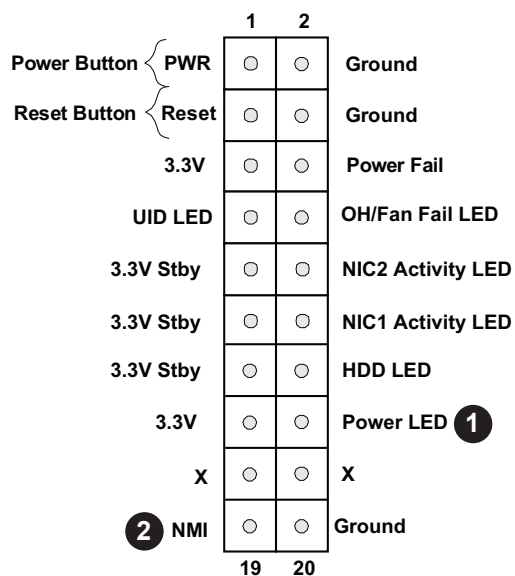 1 2
Power Button PWR Ground
Reset Button Reset Ground
3.3V Power Fail
UID LED OH/Fan Fail LED
3.3V Stby NIC2 Activity LED
3.3V Stby NIC1 Activity LED
3.3V Stby HDD LED
3.3V Power LED 1
X X
2 NMI Ground
19 20